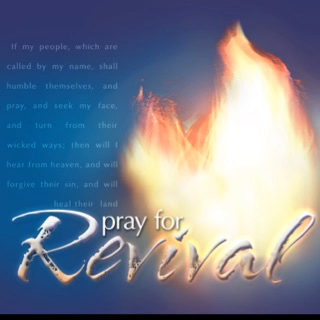 If my people, which are
called by my name, shall
humble themselves, and
pray, and seek my face,
and turn from their
wicked ways; then will I
hear from heaven, and will
forgive their sin, and will
heal their land
pray for
Revival